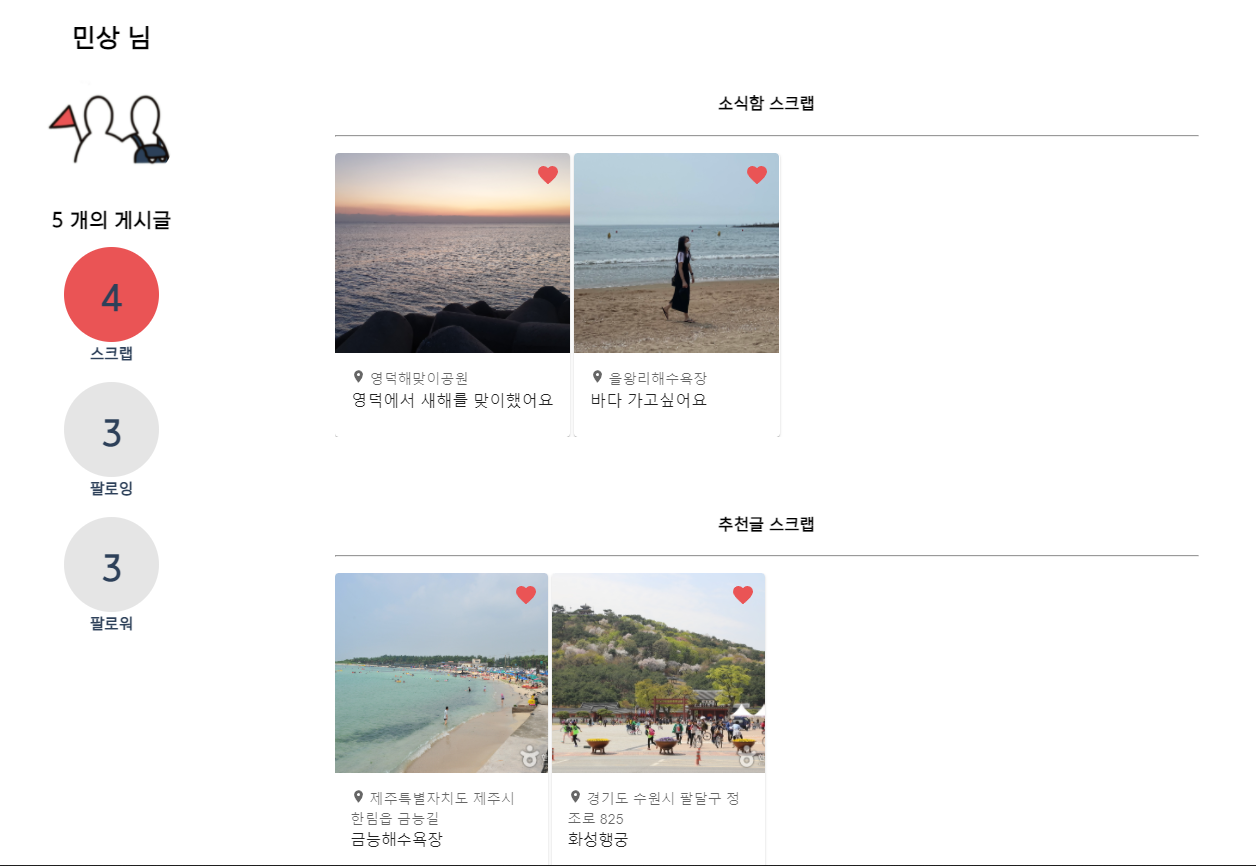 민상 님
5 개의 게시글
4
스크랩
3
팔로잉
3
팔로워
소식함 스크랩
영덕해맞이공원
영덕에서 새해를 맞이했어요
을왕리해수욕장
바다 가고싶어요
추천글 스크랩
제주특별자치도 제주시
한림읍 금능길
금능해수욕장
경기도 수원시 팔달구 정
조로 825
화성행궁